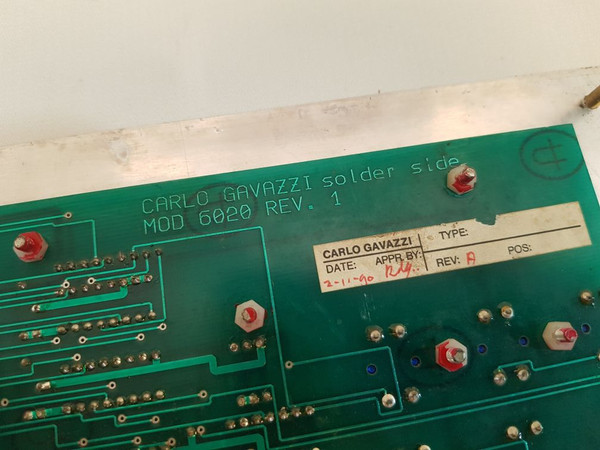 CARLO GAVAZZI solder side
MOD 6020 REV. 1
CARLO GAVAZZI TYPE:
DATE: APPR BY: REV: A POS:
2-11-90